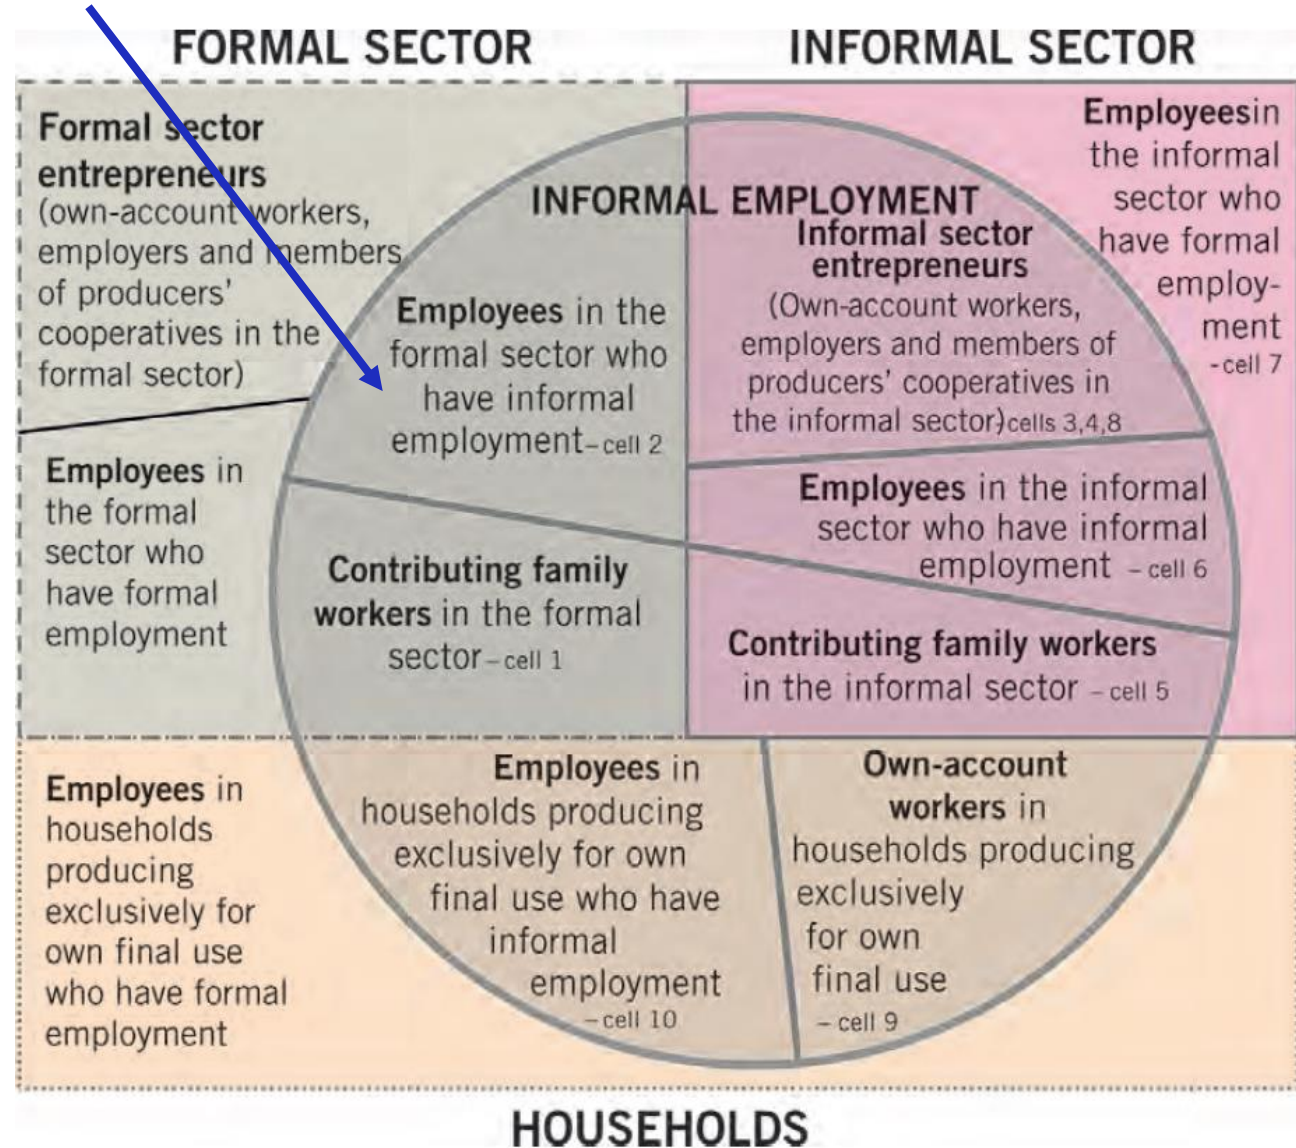 FORMAL SECTOR
INFORMAL SECTOR
Formal sector
entrepreneurs
(own-account workers,
employers and members
of producers'
cooperatives in the
formal sector)
Employees in
the formal
sector who
have formal
employment
INFORMAL EMPLOYMENT
Employees in the
formal sector who
have informal
employment – cell 2
Contributing family
workers in the formal
sector – cell 1
Informal sector
entrepreneurs
(Own-account workers,
employers and members of
producers' cooperatives in
the informal sector) cells 3,4,8
Employees in the informal
sector who have informal
employment – cell 6
Contributing family workers
in the informal sector – cell 5
Employeesin
the informal
sector who
have formal
employ-
ment
-cell 7
Employees in
households
producing
exclusively for
own final use
who have formal
employment
Employees in
households producing
exclusively for own
final use who have
informal
employment
– cell 10
Own-account
workers in
households producing
exclusively
for own
final use
– cell 9
HOUSEHOLDS